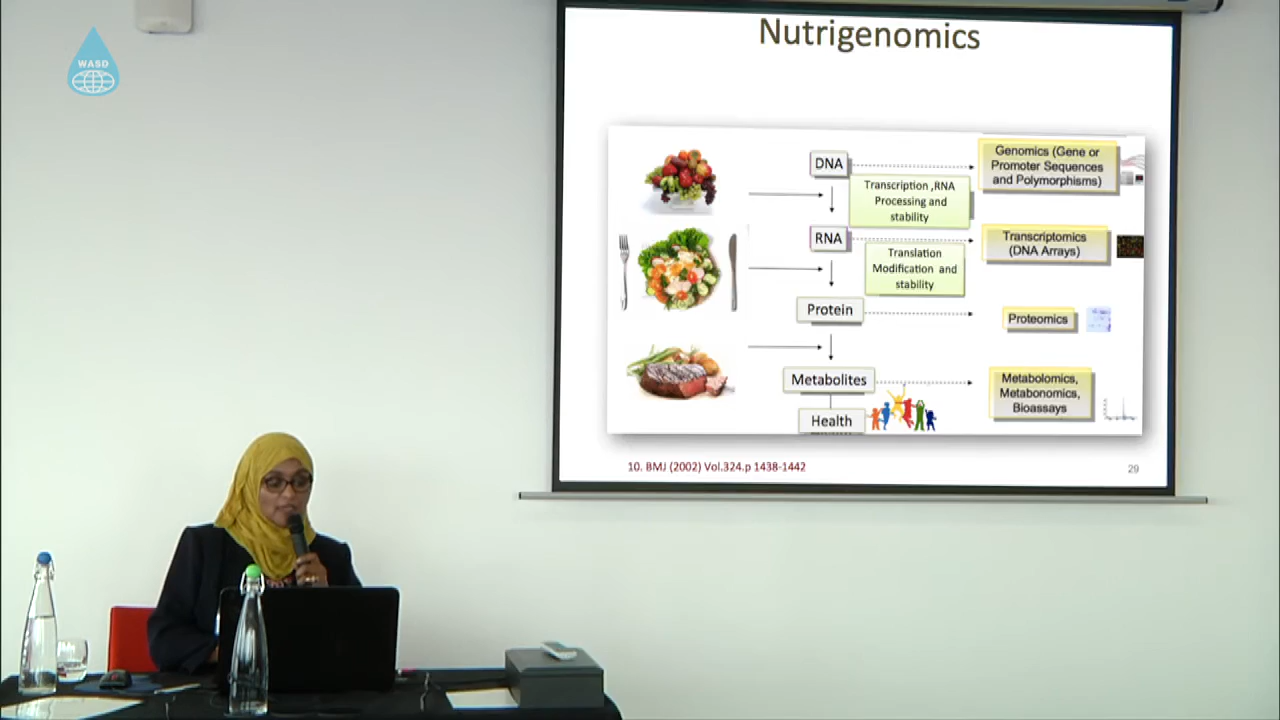 WASD
Nutrigenomics
DNA
Genomics (Gene or
Promoter Sequences
and Polymorphisms)
Transcription ,RNA
Processing and
stability
RNA
Transcriptomics
(DNA Arrays)
Translation
Modification and
stability
Protein
Proteomics
Metabolites
Metabolomics,
Metabonomics,
Bioassays
Health
10. BMJ (2002) Vol.324.p 1438-1442
29